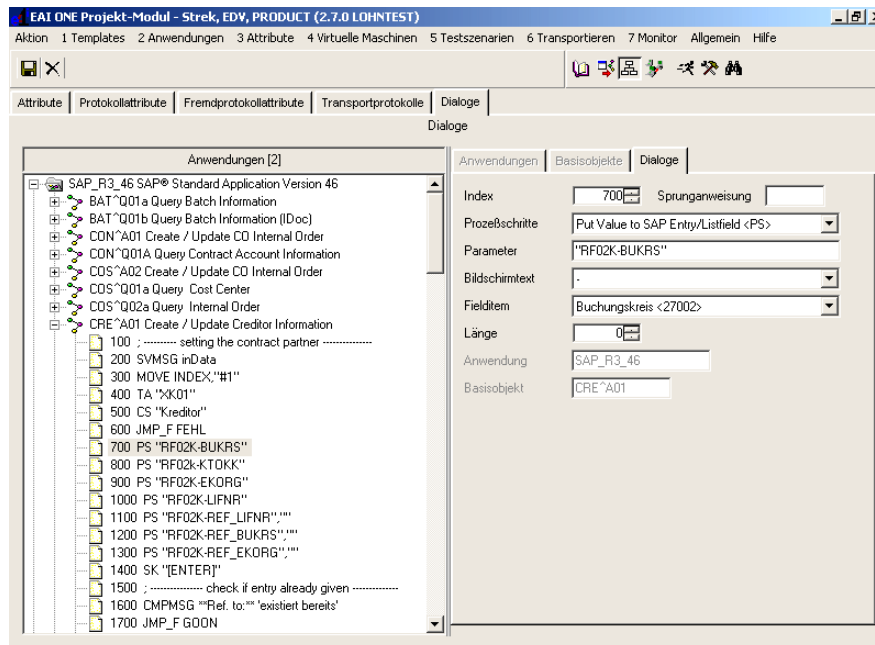 EAI ONE Projekt-Modul - Strek, EDV, PRODUCT (2.7.0 LOHNTEST)
Aktion 1 Templates 2 Anwendungen 3 Attribute 4 Virtuelle Maschinen 5 Testszenarien 6 Transportieren 7 Monitor Allgemein Hilfe
Attribute Protokollattribute Fremdprotokollattribute Transportprotokolle Dialoge
Dialoge
Anwendungen [2]
SAP_R3_46 SAP® Standard Application Version 46
BAT^Q01a Query Batch Information
BAT^Q01b Query Batch Information (IDoc)
CON^A01 Create / Update CO Internal Order
CON^Q01A Query Contract Account Information
COS^A02 Create / Update CO Internal Order
COS^Q01a Query Cost Center
COS^Q02a Query Internal Order
CRE^A01 Create / Update Creditor Information
100 ; --------- setting the contract partner --------------
200 SVMSG inData
300 MOVE INDEX,"#1"
400 TA "XK01"
500 CS "Kreditor"
600 JMP_F FEHL
700 PS "RF02K-BUKRS"
800 PS "RF02k-KTOKK"
900 PS "RF02K-EKORG"
1000 PS "RF02K-LIFNR"
1100 PS "RF02K-REF_LIFNR",""
1200 PS "RF02K-REF_BUKRS",""
1300 PS "RF02K-REF_EKORG",""
1400 SK "[ENTER]"
1500 ; --------------- check if entry already given -------------
1600 CMPMSG **Ref. to:** 'existiert bereits'
1700 JMP_F GOON
Anwendungen Basisobjekte Dialoge
Index 700 Sprunganweisung
Prozeßschritte Put Value to SAP Entry/Listfield <PS>
Parameter "RF02K-BUKRS"
Bildschirmtext -
Fielditem Buchungskreis <27002>
Länge 0
Anwendung SAP_R3_46
Basisobjekt CRE^A01